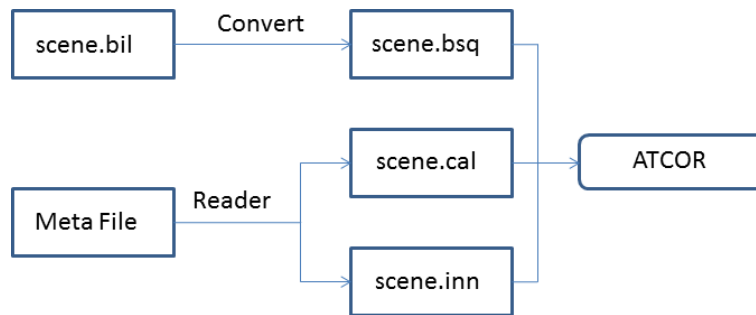 scene.bil
Convert
scene.bsq
scene.cal
ATCOR
Meta File
Reader
scene.inn